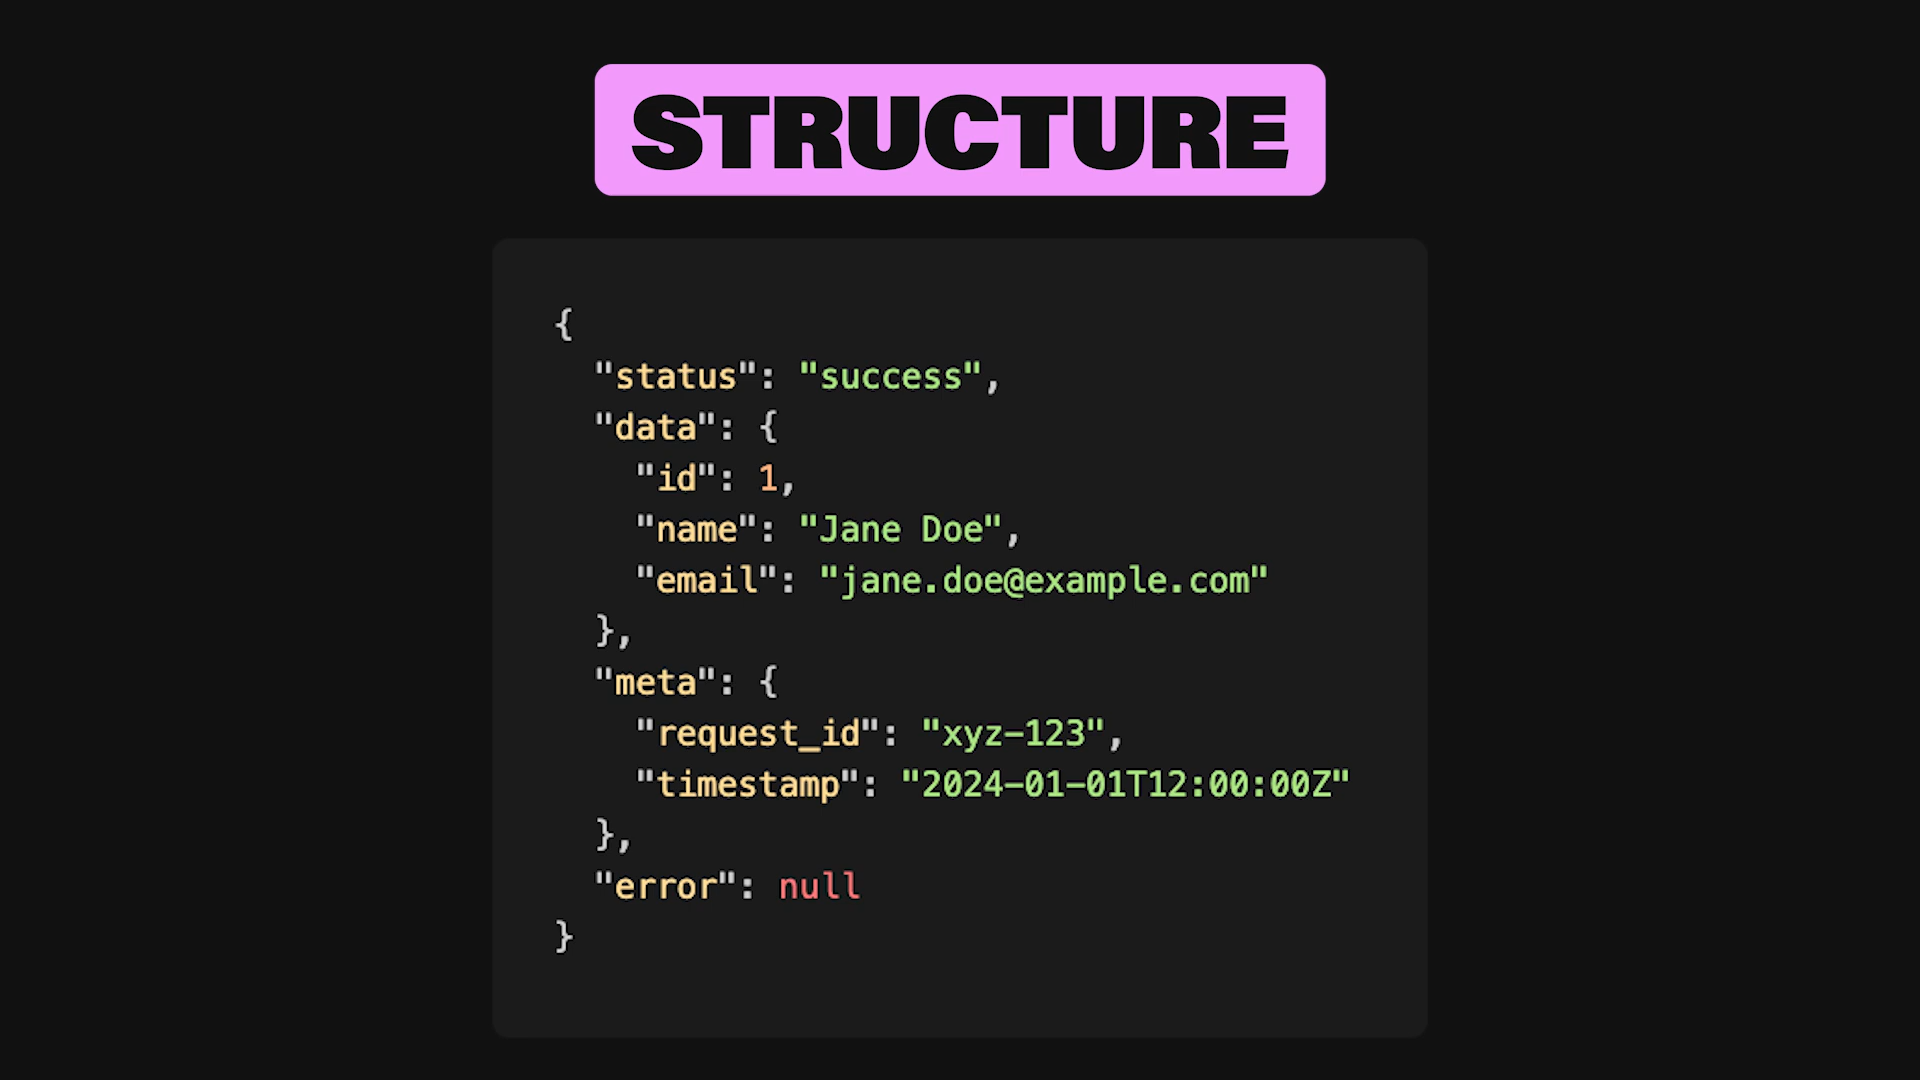 STRUCTURE
{
  "status": "success",
  "data": {
    "id": 1,
    "name": "Jane Doe",
    "email": "jane.doe@example.com"
  },
  "meta": {
    "request_id": "xyz-123",
    "timestamp": "2024-01-01T12:00:00Z"
  },
  "error": null
}